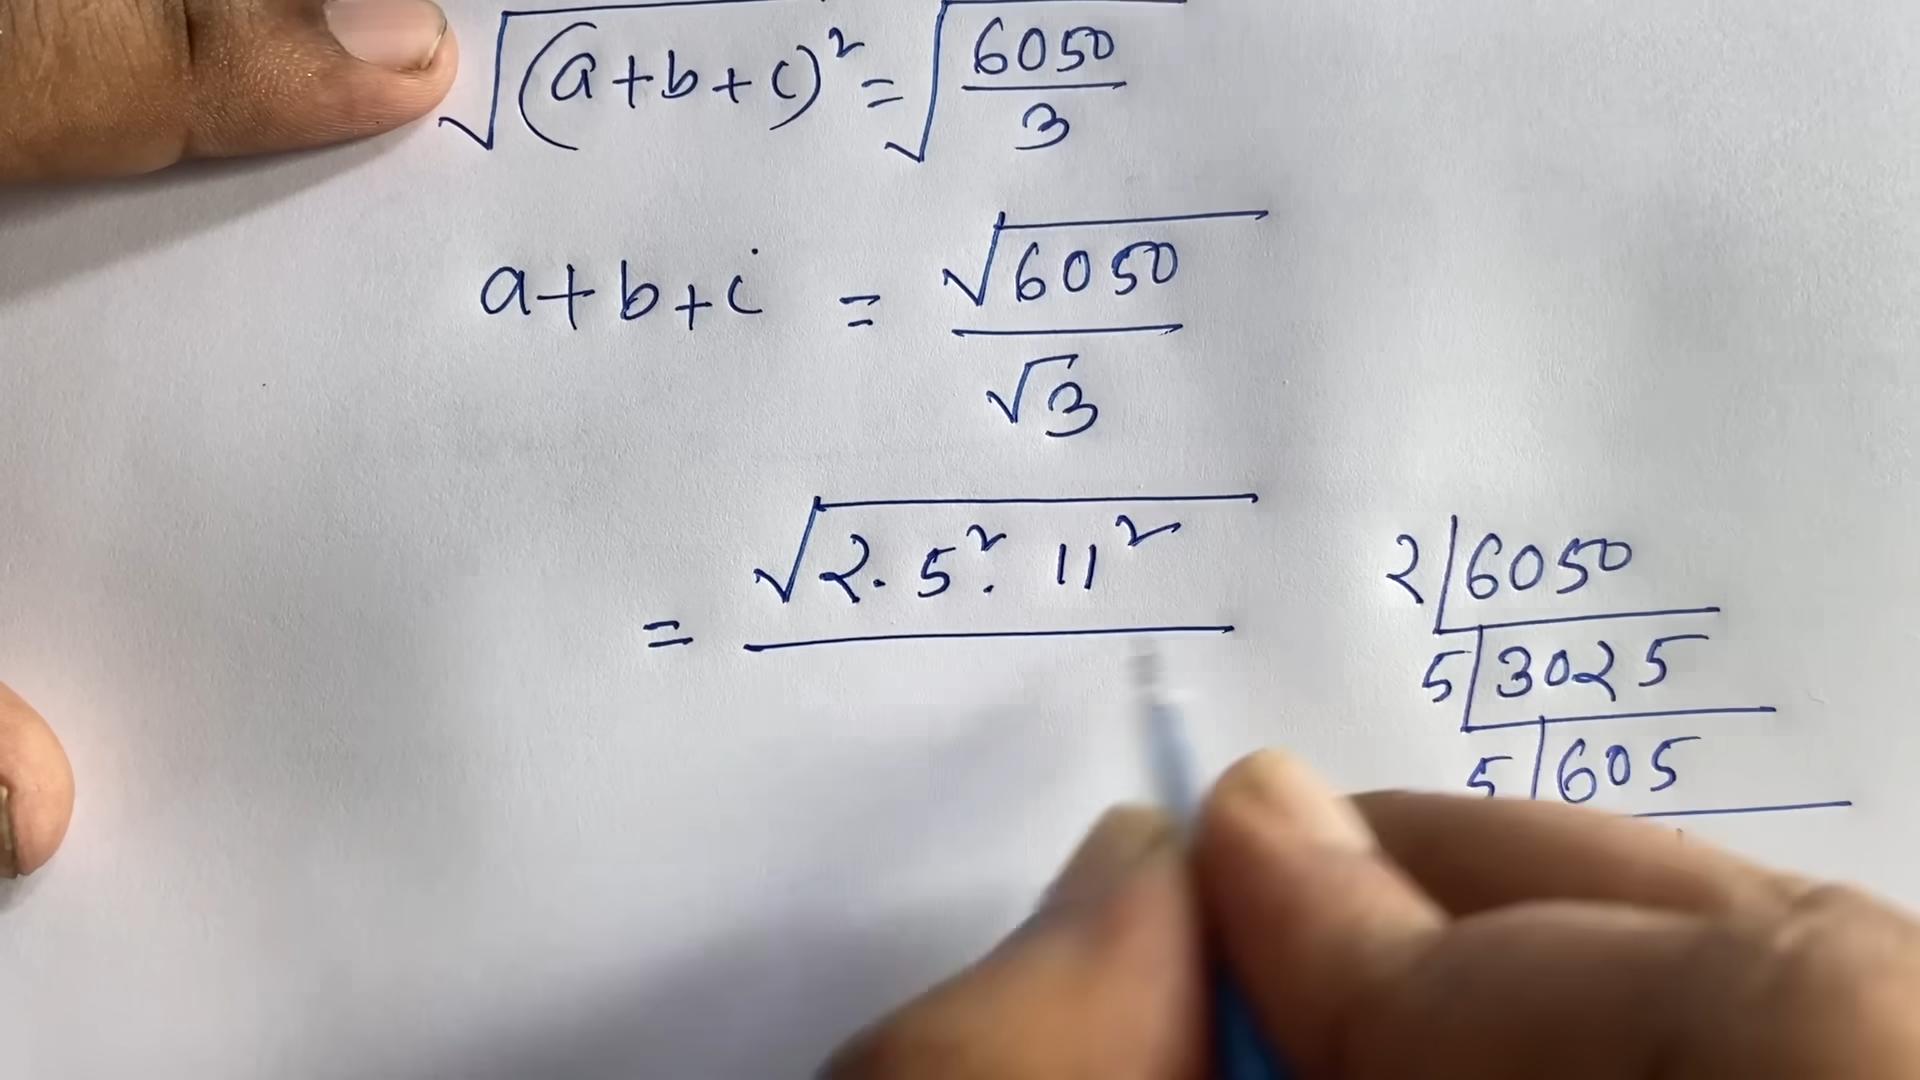 √(a+b+c)² = √6050/3
a+b+c = √6050/√3
= √2.5².11²
2|6050
5|3025
5|605